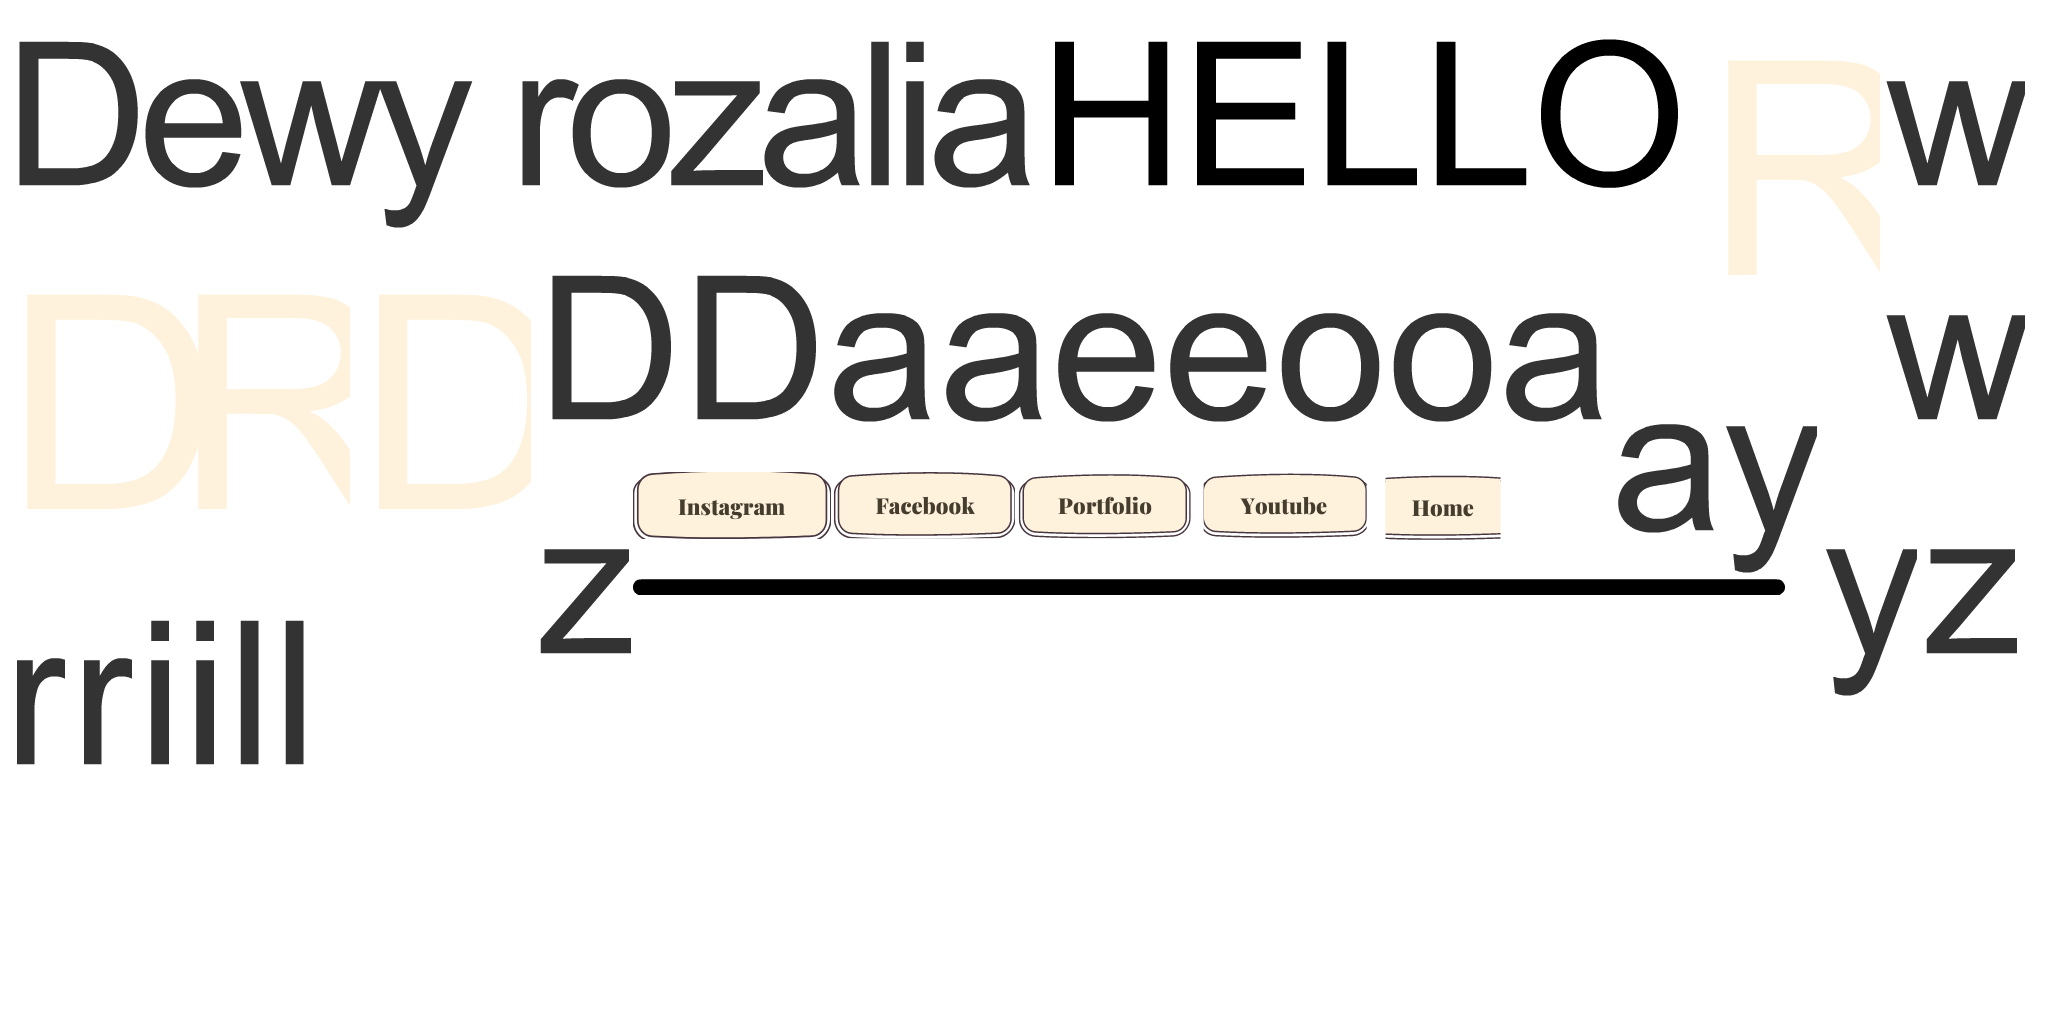 Dewy rozaliaHELLO R w
DRD DDaaeeooa w
ay
Instagram Facebook Portfolio Youtube Home
z yz
rriill